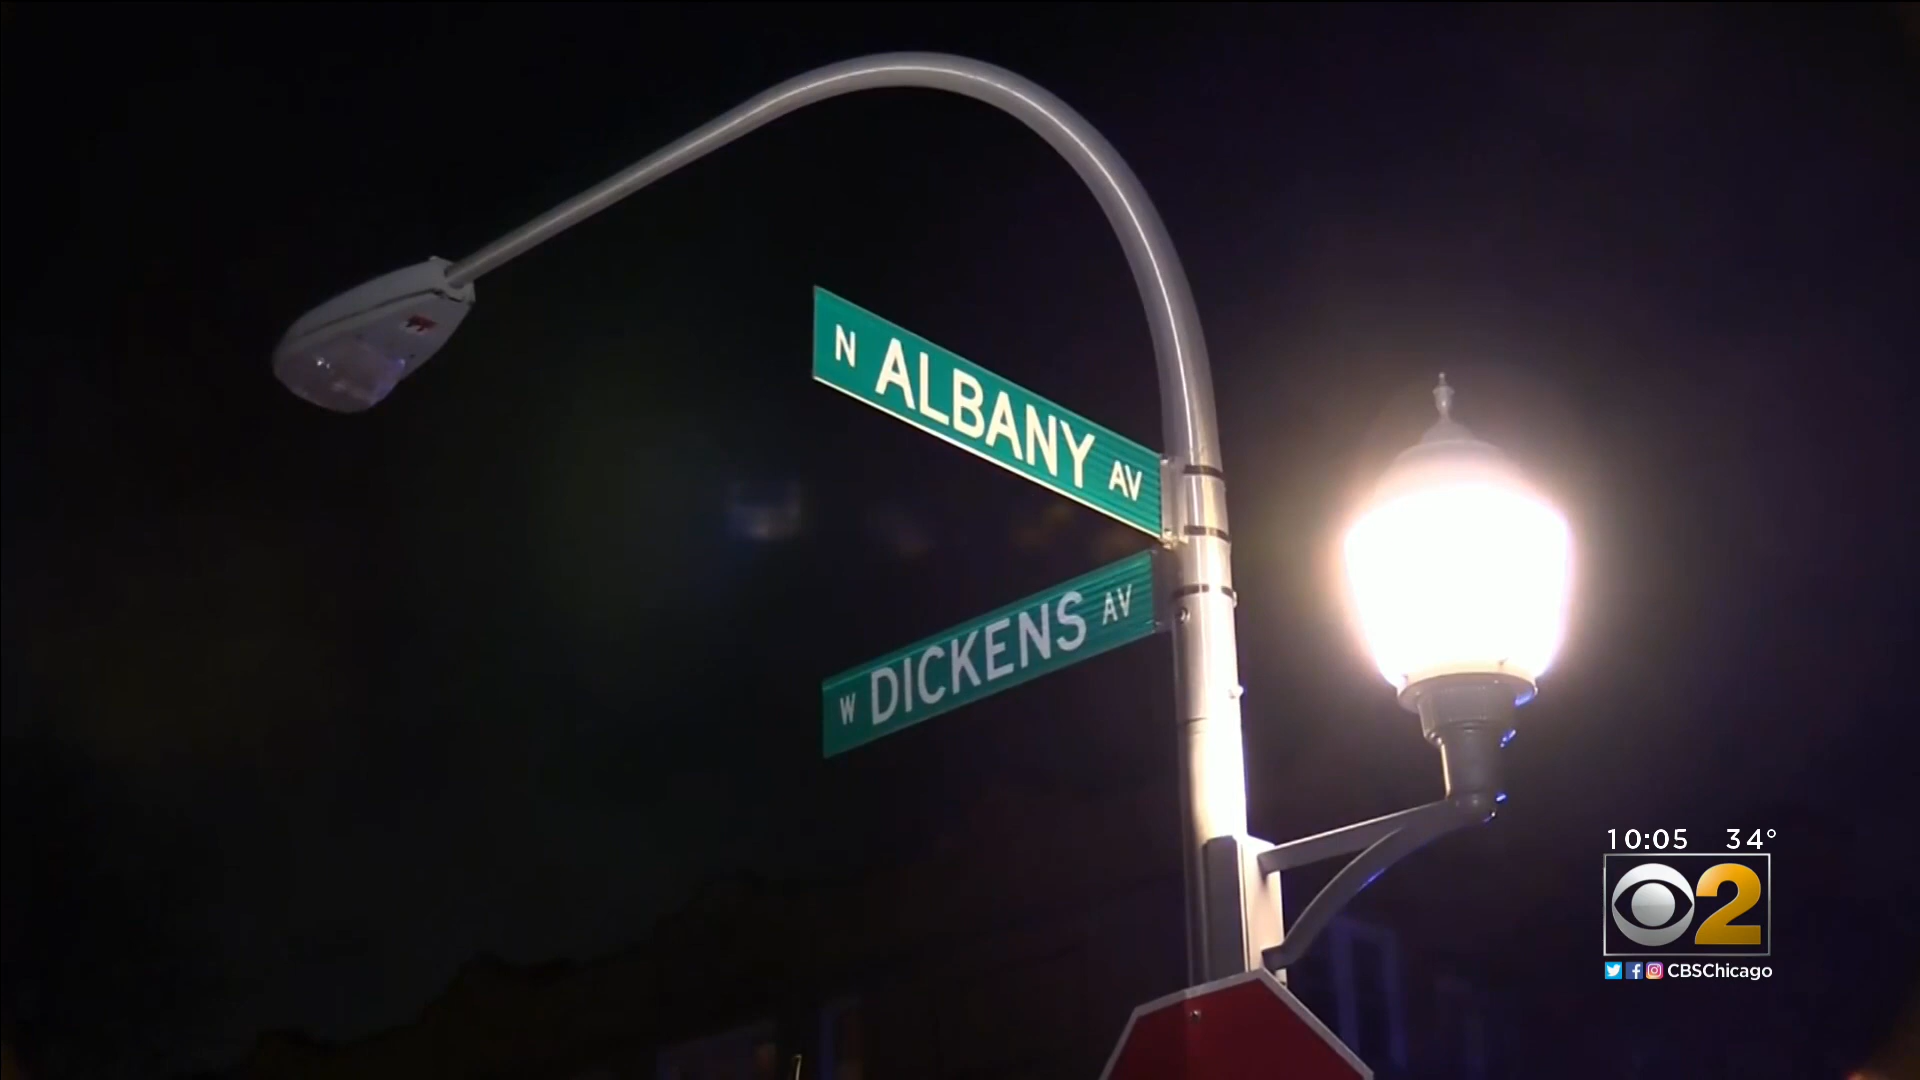 N ALBANY AV
W DICKENS AV
10:05 34°
2
CBSChicago